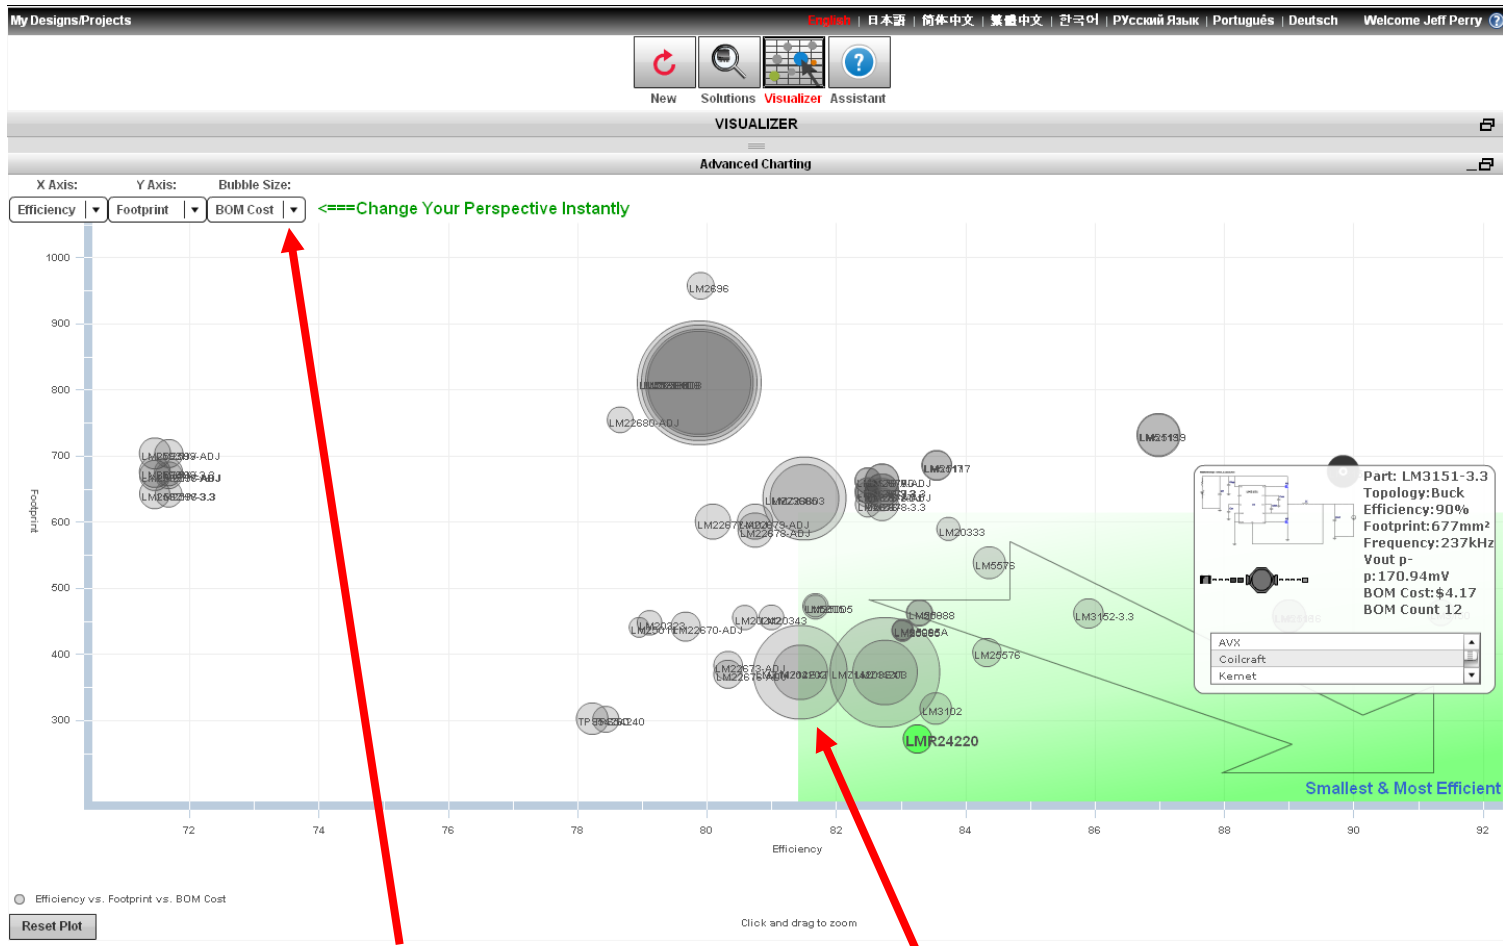 My Designs/Projects
English | 日本語 | 简体中文 | 繁體中文 | 한국어 | РУсский Язык | Português | Deutsch
Welcome Jeff Perry
New
Solutions
Visualizer
Assistant
VISUALIZER
Advanced Charting
X Axis:
Y Axis:
Bubble Size:
Efficiency
Footprint
BOM Cost
<===Change Your Perspective Instantly
1000
900
800
700
600
500
400
300
Footprint
LM2696
LM22680-ADJ
LM20333
LM5576
LM3152-3.3
LM25576
LM3102
LMR24220
LM22670-ADJ
LM20343
LM22673-ADJ
Part: LM3151-3.3
Topology:Buck
Efficiency:90%
Footprint:677mm²
Frequency:237kHz
Vout p-
p:170.94mV
BOM Cost:$4.17
BOM Count 12
AVX
Coilcraft
Kemet
Smallest & Most Efficient
72
74
76
78
80
82
84
86
88
90
92
Efficiency
Efficiency vs. Footprint vs. BOM Cost
Reset Plot
Click and drag to zoom